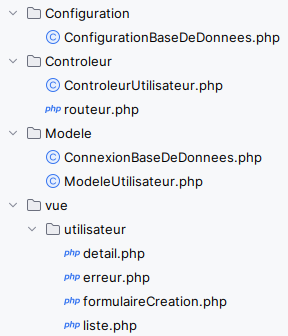 Configuration
C ConfigurationBaseDeDonnees.php
Controleur
C ControleurUtilisateur.php
php routeur.php
Modele
C ConnexionBaseDeDonnees.php
C ModeleUtilisateur.php
vue
utilisateur
php detail.php
php erreur.php
php formulaireCreation.php
php liste.php